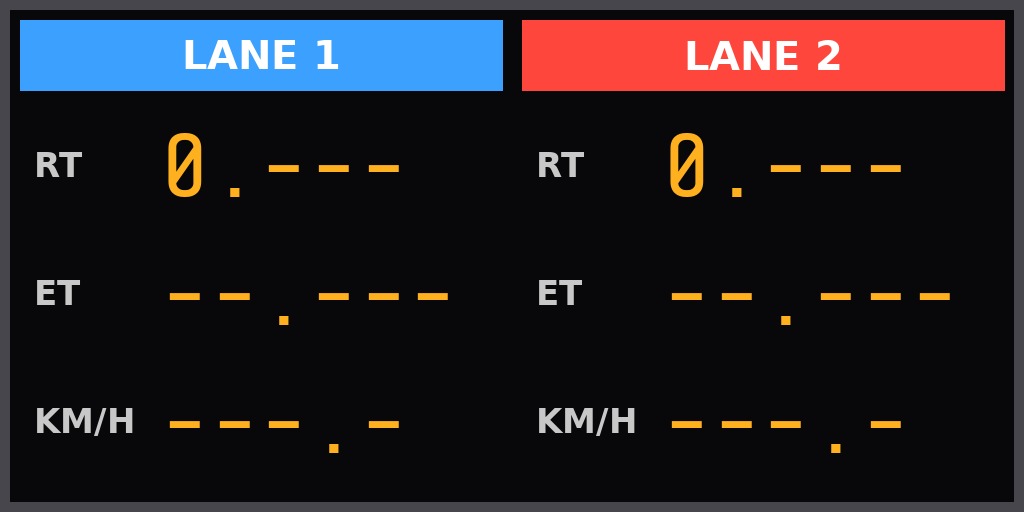 LANE 1
RT 0.---
ET --.---
KM/H ---.-
LANE 2
RT 0.---
ET --.---
KM/H ---.-